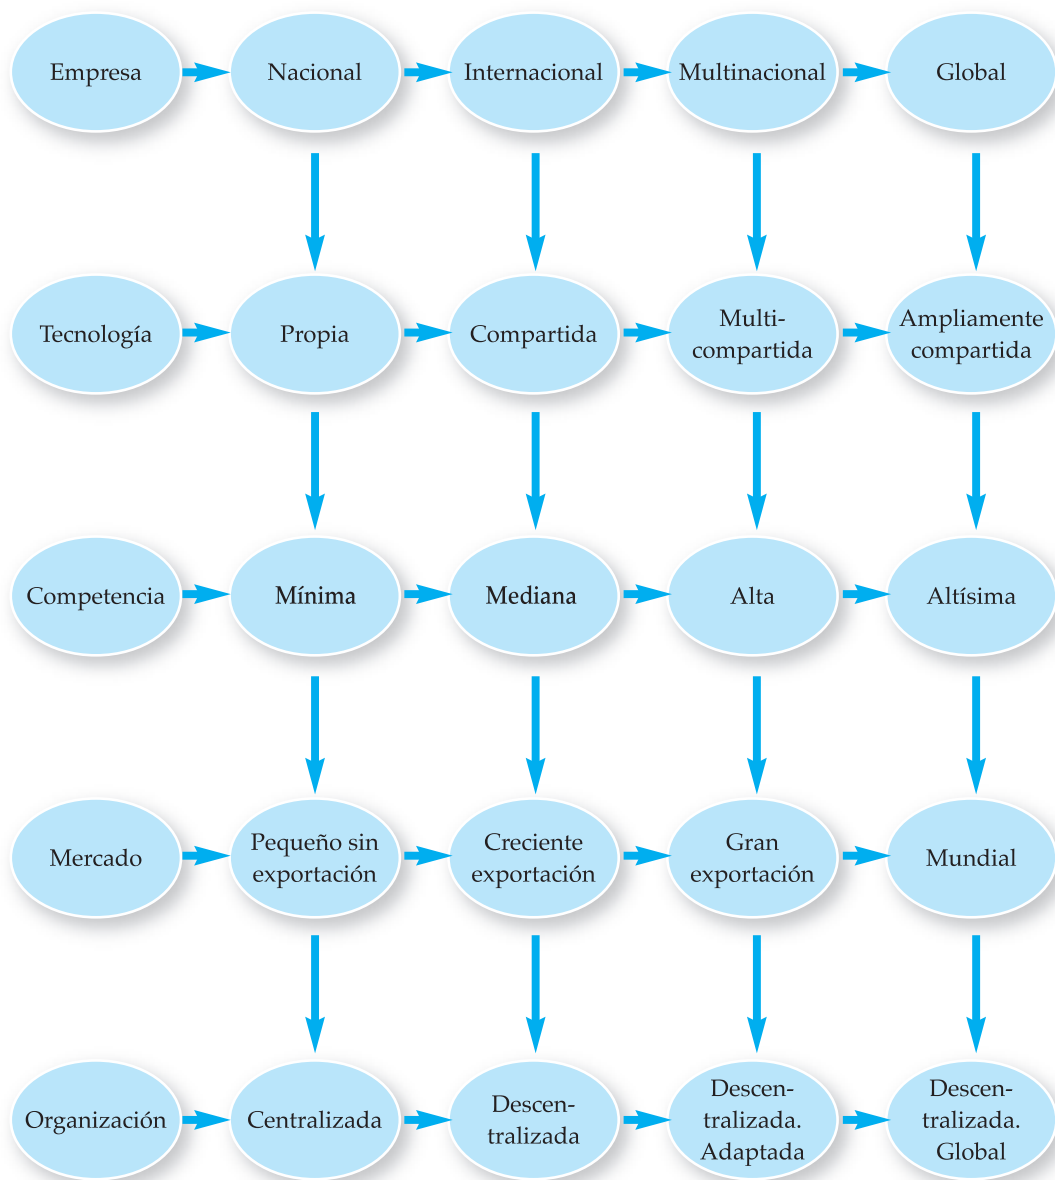 Empresa
Nacional
Internacional
Multinacional
Global
Tecnología
Propia
Compartida
Multi-
compartida
Ampliamente
compartida
Competencia
Mínima
Mediana
Alta
Altísima
Mercado
Pequeño sin
exportación
Creciente
exportación
Gran
exportación
Mundial
Organización
Centralizada
Descen-
tralizada
Descen-
tralizada.
Adaptada
Descen-
tralizada.
Global